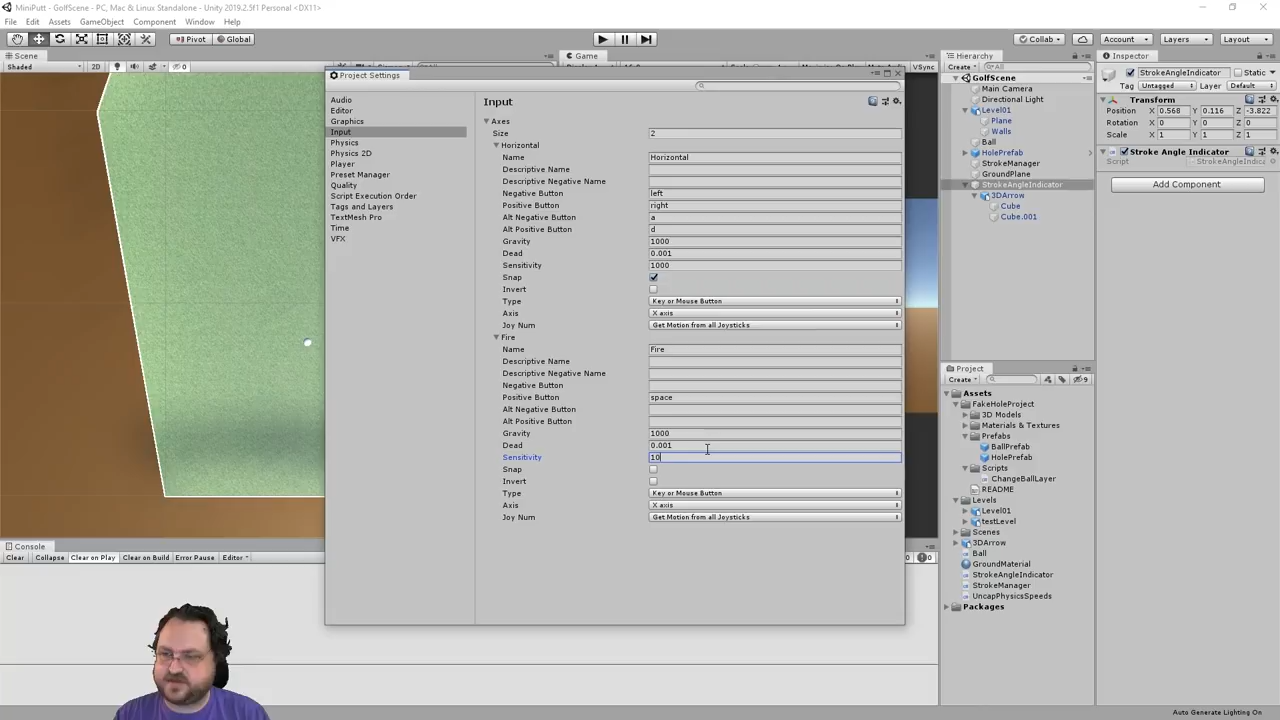 MiniPutt - GolfScene - PC, Mac & Linux Standalone - Unity 2019.2.5f1 Personal <DX11>
File Edit Assets GameObject Component Window Help
Pivot Global Collab Account Layers Layout
Scene Game Hierarchy Inspector
Shaded 2D 0 VSync Create All StrokeAngleIndicator Static
Project Settings GolfScene Tag Untagged Layer Default
Main Camera
Directional Light Transform
Audio Input Level01 Position X 0.568 Y 0.116 Z -3.822
Editor Axes Plane Rotation X 0 Y 0 Z 0
Graphics Size 2 Walls Scale X 1 Y 1 Z 1
Input Horizontal Ball
Physics Name Horizontal HolePrefab Stroke Angle Indicator
Physics 2D Descriptive Name StrokeManager Script StrokeAngleIndica
Player Descriptive Negative Name GroundPlane
Preset Manager Negative Button left StrokeAngleIndicator Add Component
Quality Positive Button right 3DArrow
Script Execution Order Alt Negative Button a Cube
Tags and Layers Alt Positive Button d Cube.001
TextMesh Pro Gravity 1000
Time Dead 0.001
VFX Sensitivity 1000
Snap
Invert
Type Key or Mouse Button
Axis X axis
Joy Num Get Motion from all Joysticks
Fire
Name Fire
Descriptive Name Project
Descriptive Negative Name Create 9
Negative Button Assets
Positive Button space FakeHoleProject
Alt Negative Button 3D Models
Alt Positive Button Materials & Textures
Gravity 1000 Prefabs
Dead 0.001 BallPrefab
Sensitivity 10 HolePrefab
Snap Scripts
Invert ChangeBallLayer
Type Key or Mouse Button README
Axis X axis Levels
Joy Num Get Motion from all Joysticks Level01
testLevel
Scenes
Console 3DArrow
Clear Collapse Clear on Play Clear on Build Error Pause Editor 0 0 Ball
GroundMaterial
StrokeAngleIndicator
StrokeManager
UncapPhysicsSpeeds
Packages
Auto Generate Lighting On